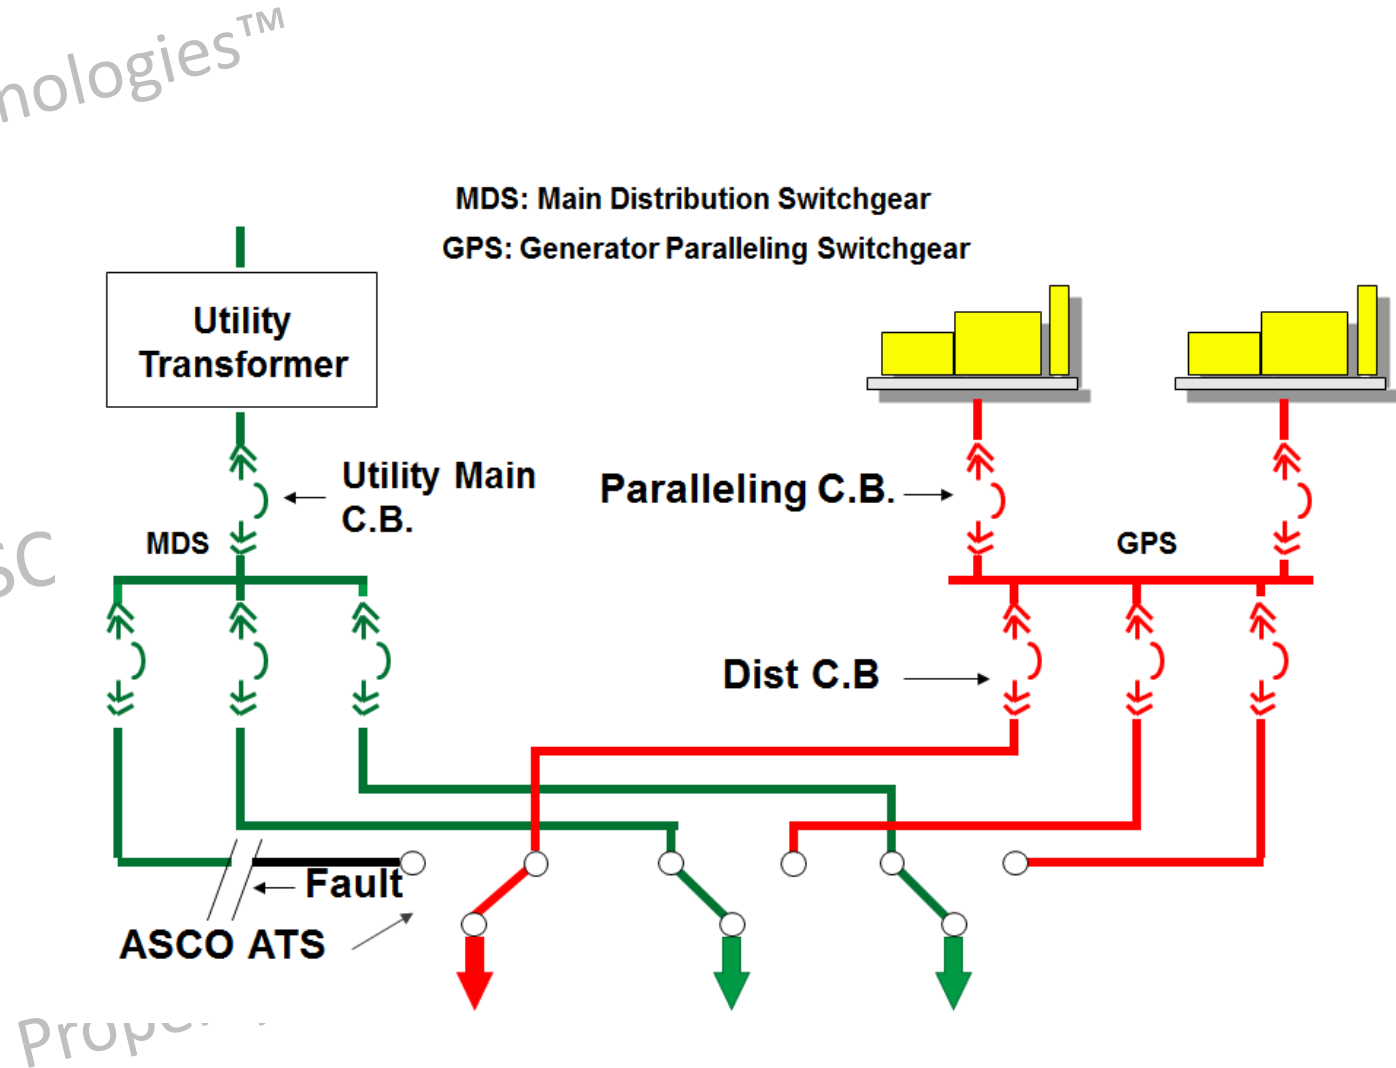 nologies™
MDS: Main Distribution Switchgear
GPS: Generator Paralleling Switchgear
Utility
Transformer
Utility Main
C.B.
Paralleling C.B.
MDS
GPS
SC
Dist C.B
Fault
ASCO ATS